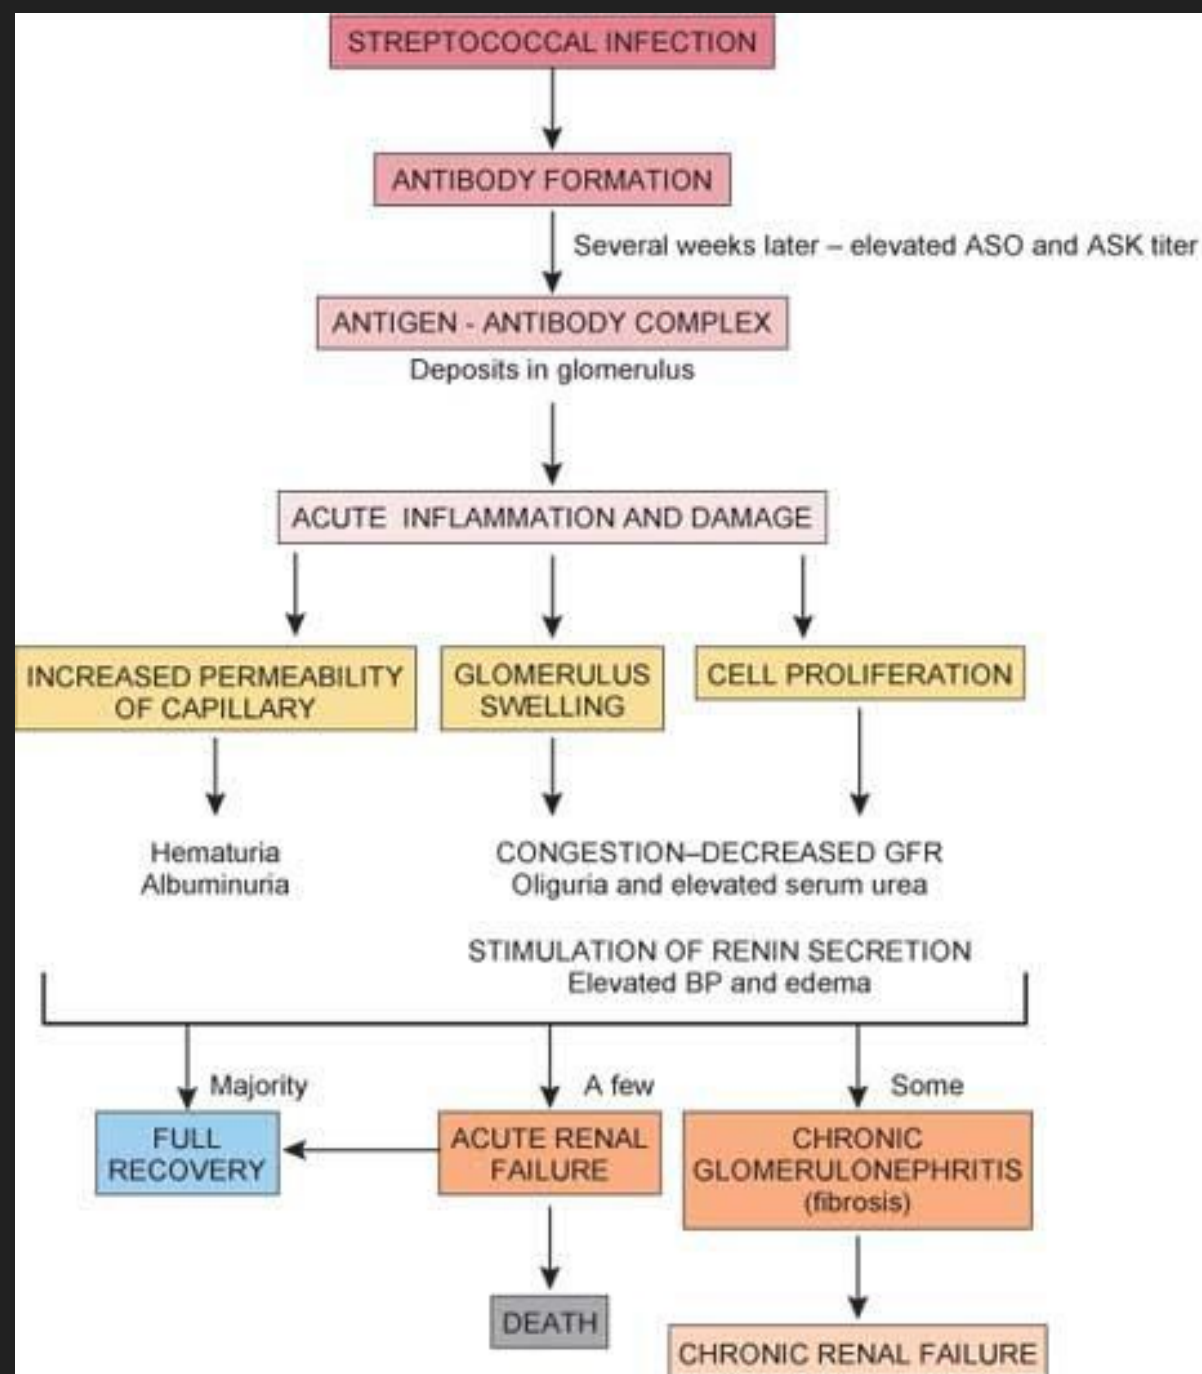 STREPTOCOCCAL INFECTION
ANTIBODY FORMATION
Several weeks later – elevated ASO and ASK titer
ANTIGEN - ANTIBODY COMPLEX
Deposits in glomerulus
ACUTE INFLAMMATION AND DAMAGE
INCREASED PERMEABILITY
OF CAPILLARY
GLOMERULUS
SWELLING
CELL PROLIFERATION
Hematuria
Albuminuria
CONGESTION–DECREASED GFR
Oliguria and elevated serum urea
STIMULATION OF RENIN SECRETION
Elevated BP and edema
Majority
A few
Some
FULL
RECOVERY
ACUTE RENAL
FAILURE
CHRONIC
GLOMERULONEPHRITIS
(fibrosis)
DEATH
CHRONIC RENAL FAILURE